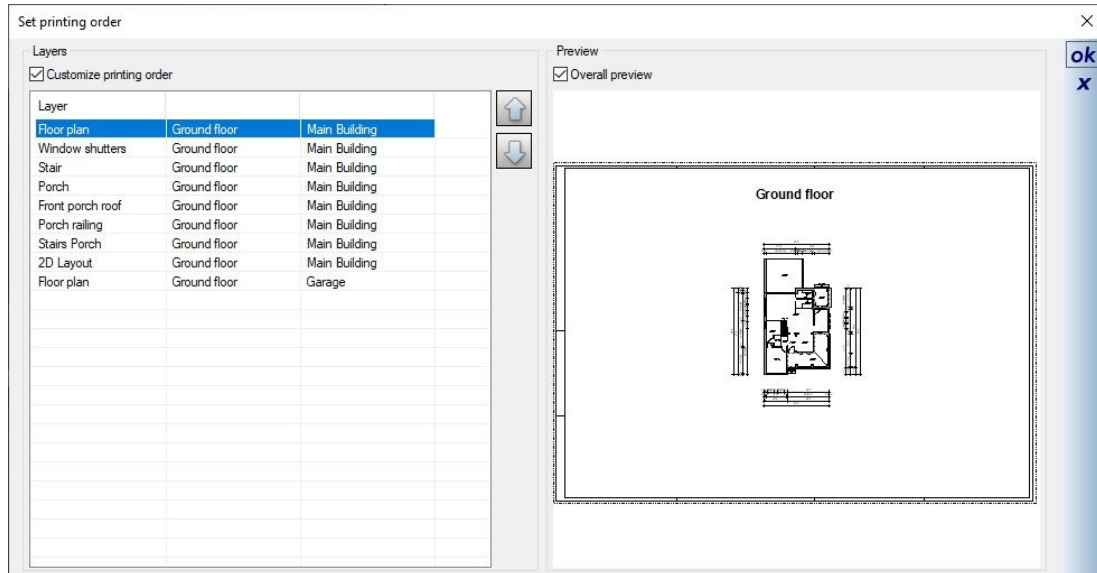 Set printing order
Layers
Customize printing order
Layer
Floor plan Ground floor Main Building
Window shutters Ground floor Main Building
Stair Ground floor Main Building
Porch Ground floor Main Building
Front porch roof Ground floor Main Building
Porch railing Ground floor Main Building
Stairs Porch Ground floor Main Building
2D Layout Ground floor Main Building
Floor plan Ground floor Garage
Preview
Overall preview
Ground floor
ok
x